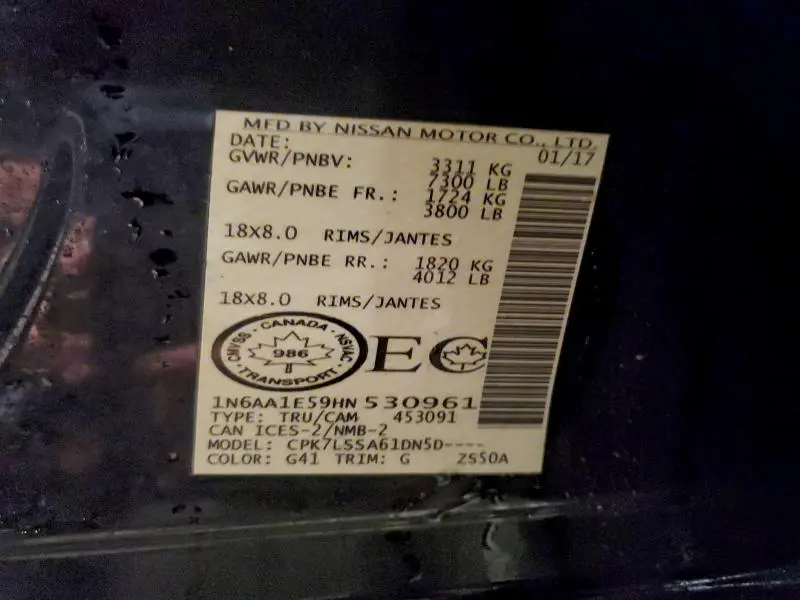 MFD BY NISSAN MOTOR CO., LTD.
DATE: 01/17
GVWR/PNBV: 3311 KG
7300 LB
GAWR/PNBE FR.: 1724 KG
3800 LB
18X8.0 RIMS/JANTES
GAWR/PNBE RR.: 1820 KG
4012 LB
18X8.0 RIMS/JANTES
CMVSS · CANADA · NSVAC
986
· TRANSPORT ·
EC
1N6AA1E59HN530961
TYPE: TRU/CAM 453091
CAN ICES-2/NMB-2
MODEL: CPK7LSSA61DN5D----
COLOR: G41 TRIM: G ZS50A